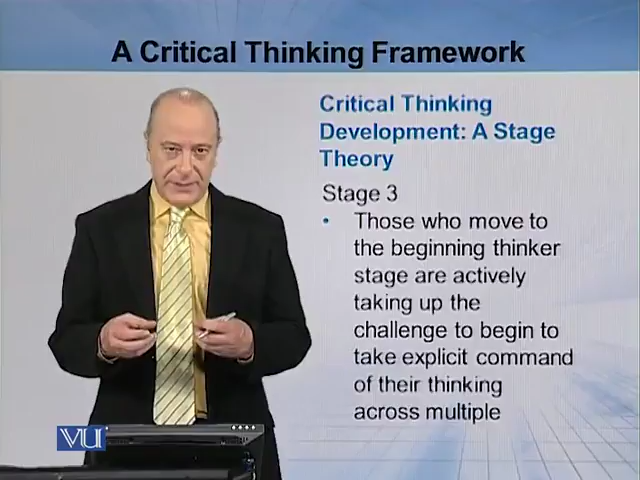 A Critical Thinking Framework
Critical Thinking
Development: A Stage
Theory
Stage 3
• Those who move to
the beginning thinker
stage are actively
taking up the
challenge to begin to
take explicit command
of their thinking
across multiple
VU